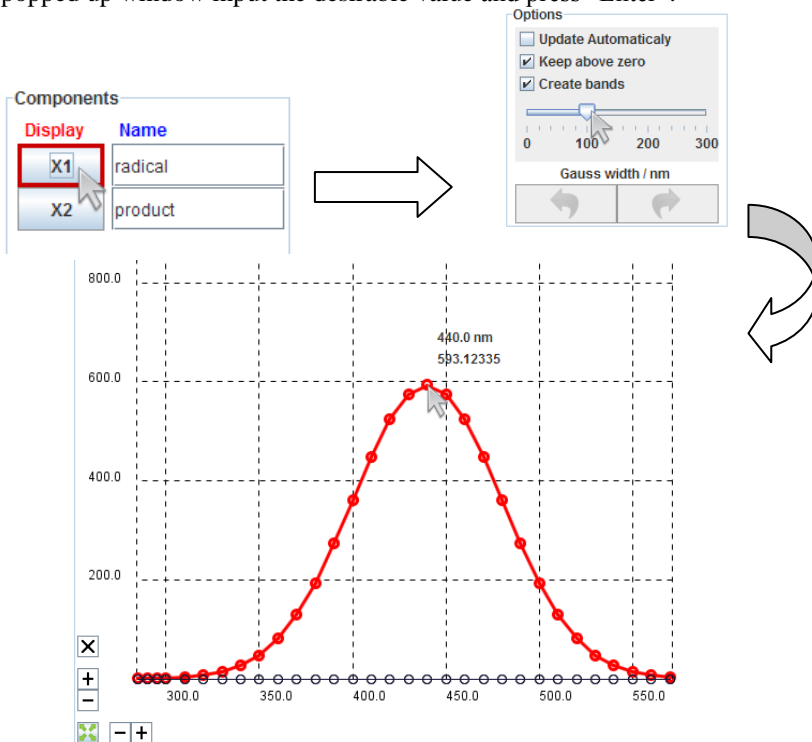 popped up window input the desirable value and press "Enter".
Options
Update Automaticaly
Keep above zero
Create bands
0 100 200 300
Gauss width / nm
Components
Display Name
X1 radical
X2 product
800.0
440.0 nm
593.12335
600.0
400.0
200.0
300.0 350.0 400.0 450.0 500.0 550.0